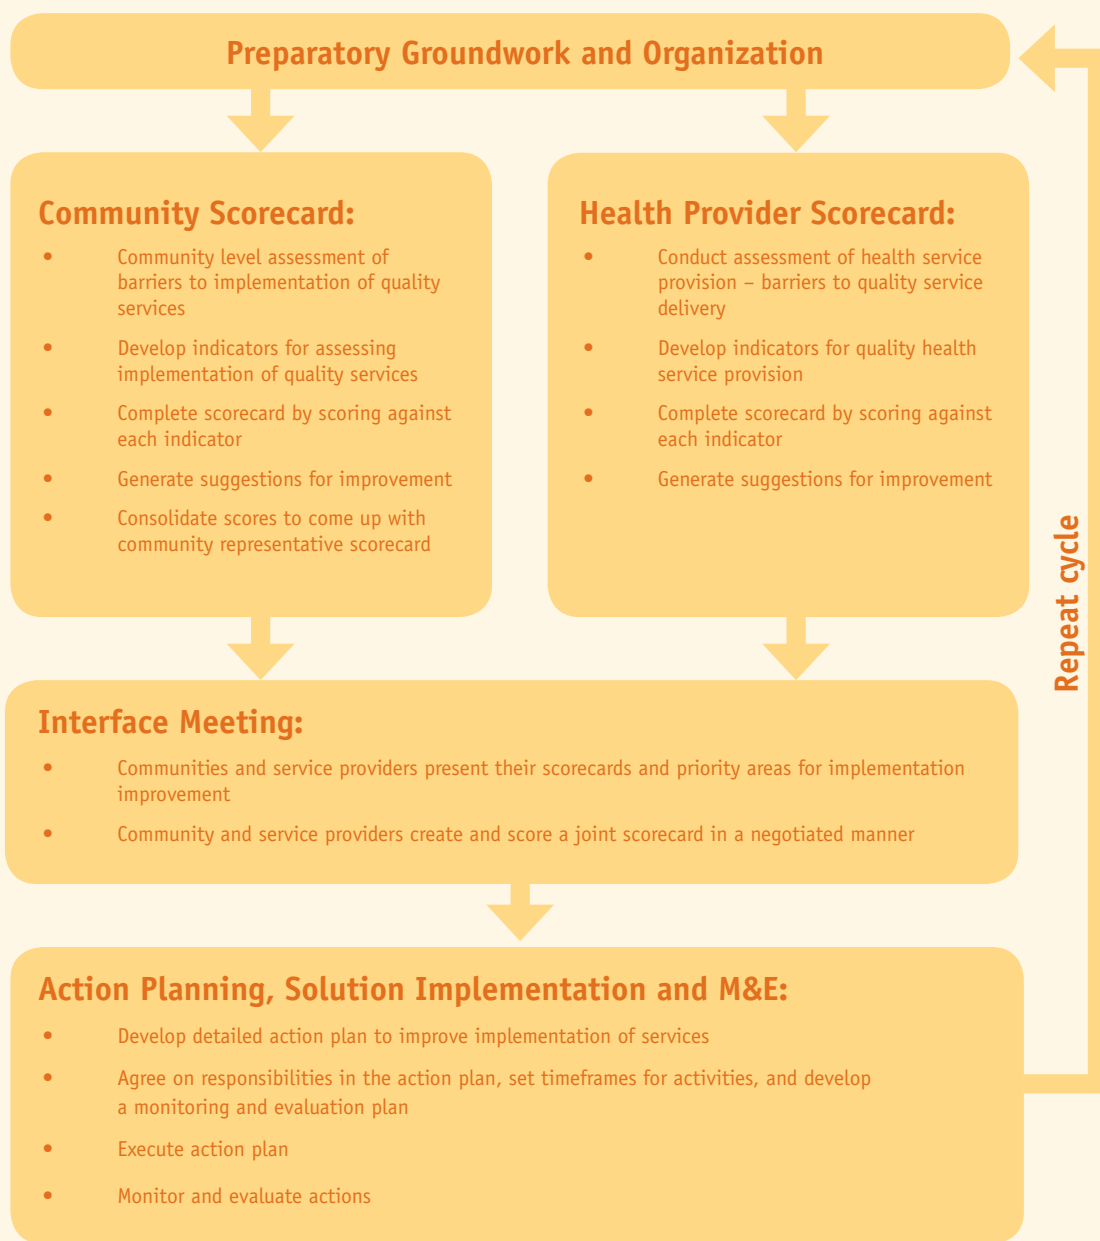 Preparatory Groundwork and Organization
Community Scorecard:
• Community level assessment of
barriers to implementation of quality
services
• Develop indicators for assessing
implementation of quality services
• Complete scorecard by scoring against
each indicator
• Generate suggestions for improvement
• Consolidate scores to come up with
community representative scorecard
Health Provider Scorecard:
• Conduct assessment of health service
provision – barriers to quality service
delivery
• Develop indicators for quality health
service provision
• Complete scorecard by scoring against
each indicator
• Generate suggestions for improvement
Repeat cycle
Interface Meeting:
• Communities and service providers present their scorecards and priority areas for implementation
improvement
• Community and service providers create and score a joint scorecard in a negotiated manner
Action Planning, Solution Implementation and M&E:
• Develop detailed action plan to improve implementation of services
• Agree on responsibilities in the action plan, set timeframes for activities, and develop
a monitoring and evaluation plan
• Execute action plan
• Monitor and evaluate actions